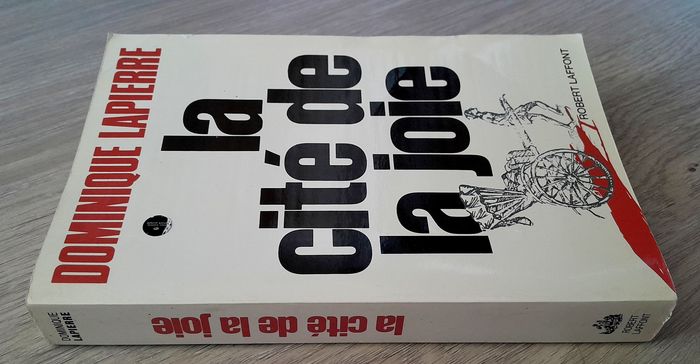 DOMINIQUE LAPIERRE
la
cité de
la joie
ROBERT LAFFONT
DOMINIQUE
LAPIERRE
la cité de la joie
ROBERT
LAFFONT